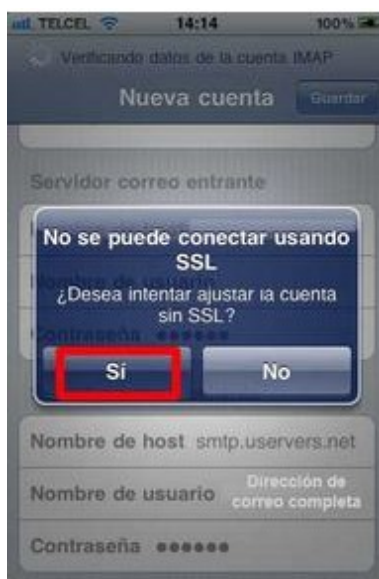 TELCEL 14:14 100%
Verificando datos de la cuenta IMAP
Nueva cuenta Guardar
Servidor correo entrante
No se puede conectar usando
SSL
¿Desea intentar ajustar la cuenta
sin SSL?
Contraseña ●●●●●●
Sí No
Nombre de host smtp.uservers.net
Nombre de usuario Dirección de
correo completa
Contraseña ●●●●●●